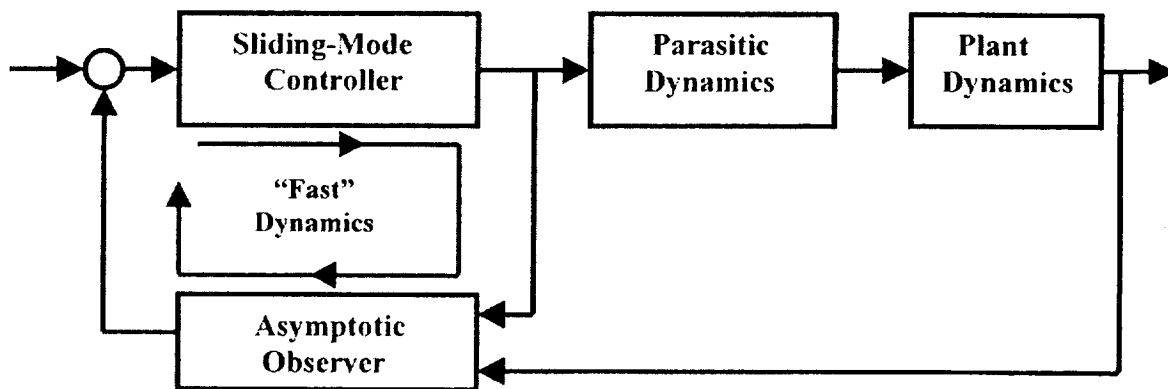 Sliding-Mode
Controller
Parasitic
Dynamics
Plant
Dynamics
“Fast”
Dynamics
Asymptotic
Observer